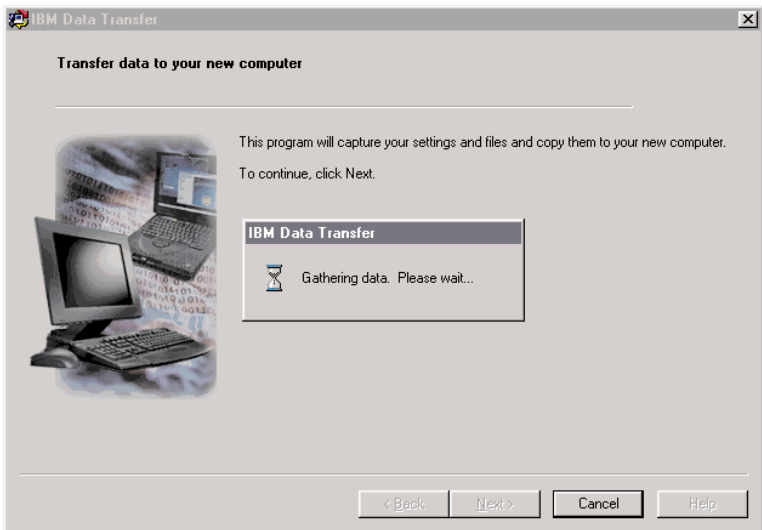 IBM Data Transfer
Transfer data to your new computer
This program will capture your settings and files and copy them to your new computer.
To continue, click Next.
IBM Data Transfer
Gathering data. Please wait...
< Back Next > Cancel Help